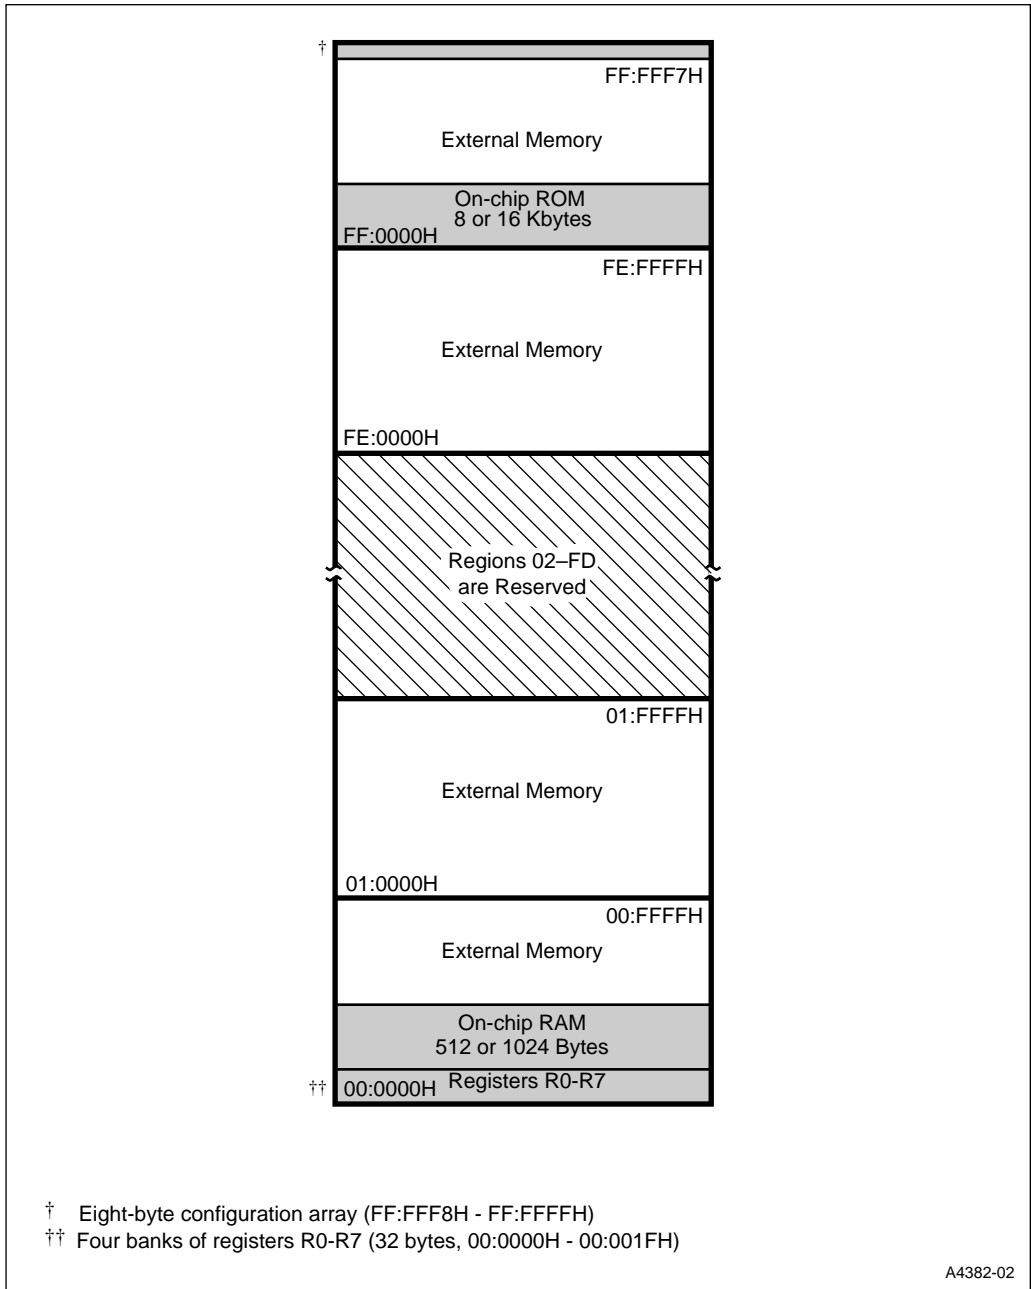 †
FF:FFF7H
External Memory
On-chip ROM
8 or 16 Kbytes
FF:0000H
FE:FFFFH
External Memory
FE:0000H
Regions 02–FD
are Reserved
01:FFFFH
External Memory
01:0000H
00:FFFFH
External Memory
On-chip RAM
512 or 1024 Bytes
†† 00:0000H Registers R0-R7
† Eight-byte configuration array (FF:FFF8H - FF:FFFFH)
†† Four banks of registers R0-R7 (32 bytes, 00:0000H - 00:001FH)
A4382-02